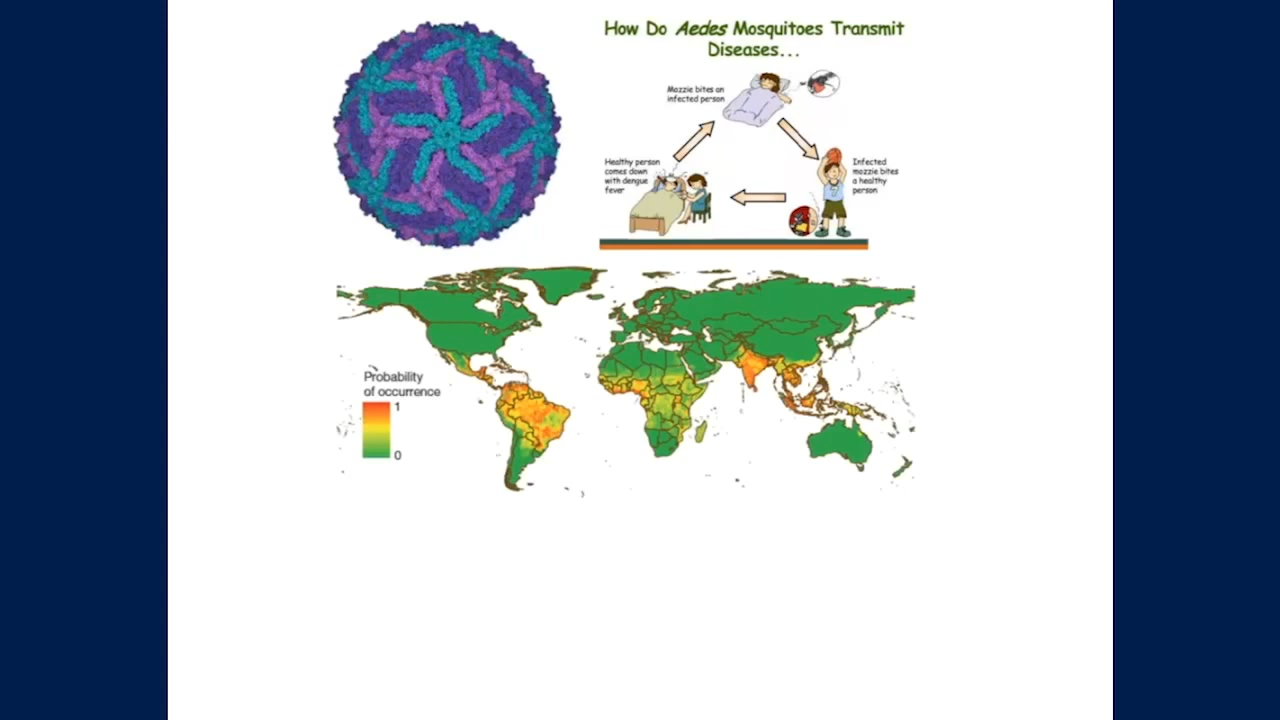 How Do Aedes Mosquitoes Transmit
Diseases...
Mozzie bites an
infected person
Healthy person
comes down
with dengue
fever
Infected
mozzie bites
a healthy
person
Probability
of occurrence
1
0